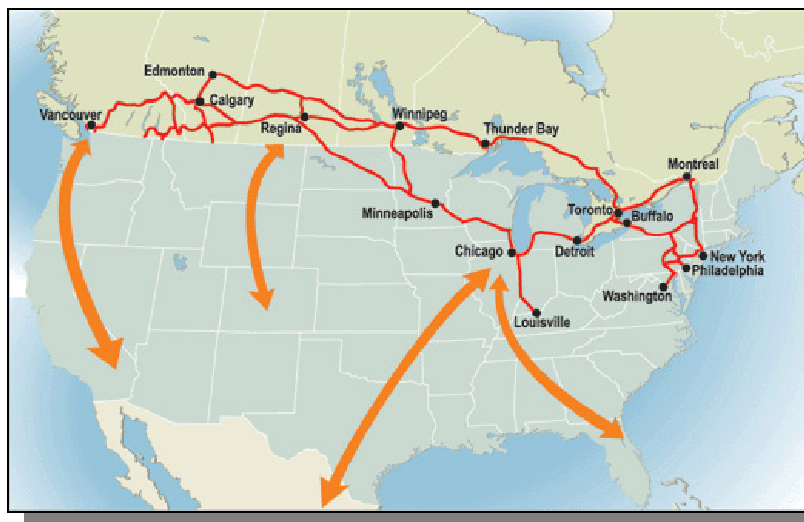 Edmonton
Calgary
Vancouver
Regina
Winnipeg
Thunder Bay
Montreal
Toronto
Buffalo
Minneapolis
Chicago
Detroit
New York
Philadelphia
Washington
Louisville